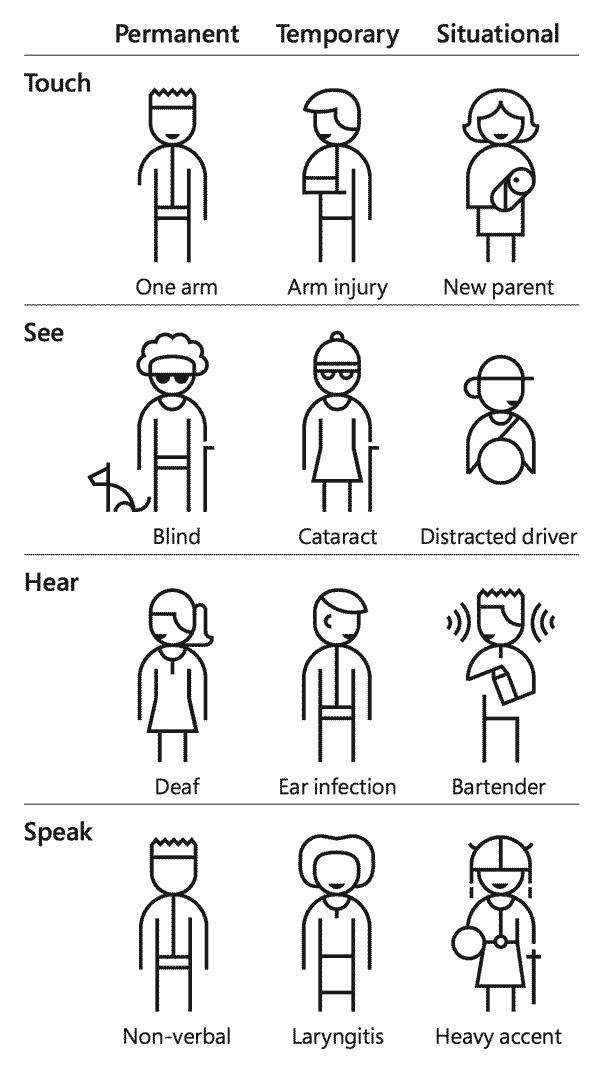 Permanent Temporary Situational
Touch
One arm Arm injury New parent
See
Blind Cataract Distracted driver
Hear
Deaf Ear infection Bartender
Speak
Non-verbal Laryngitis Heavy accent